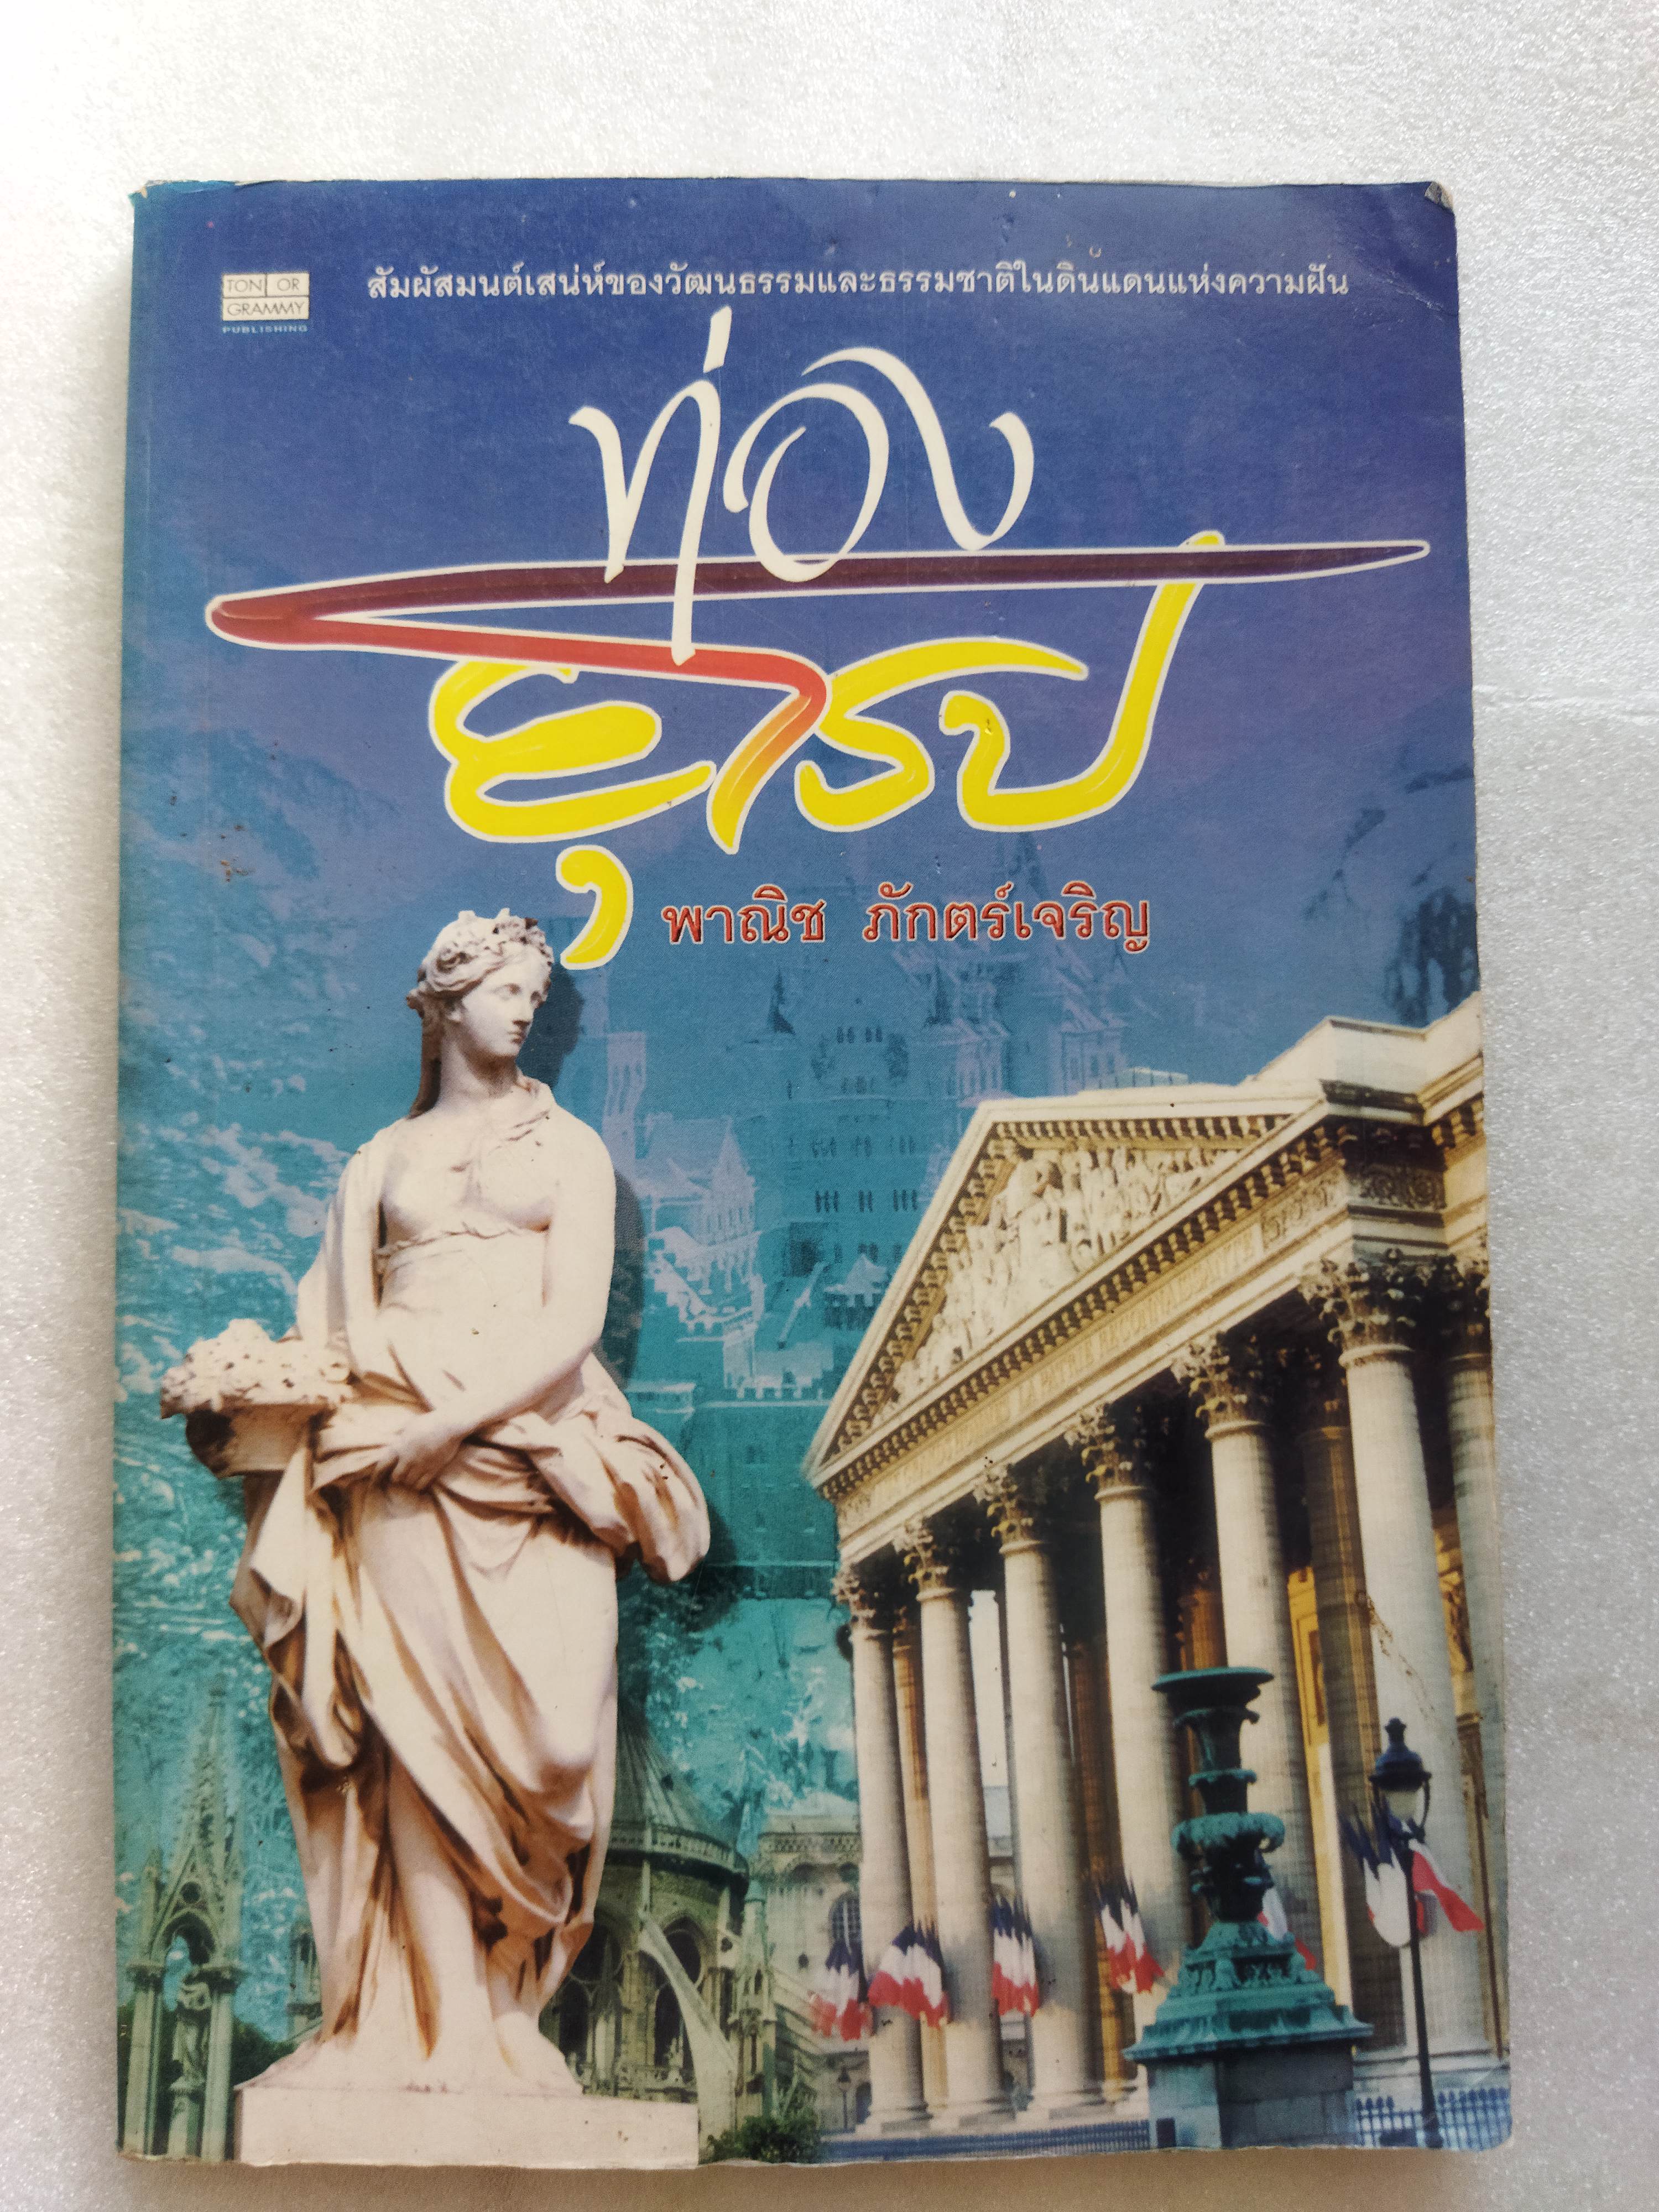 TON OR
GRAMMY
PUBLISHING
สัมผัสมนต์เสน่ห์ของวัฒนธรรมและธรรมชาติในดินแดนแห่งความฝัน
ท่อง
ยุโรป
พาณิช ภักตร์เจริญ
LA PATRIE RECONNAISSANTE